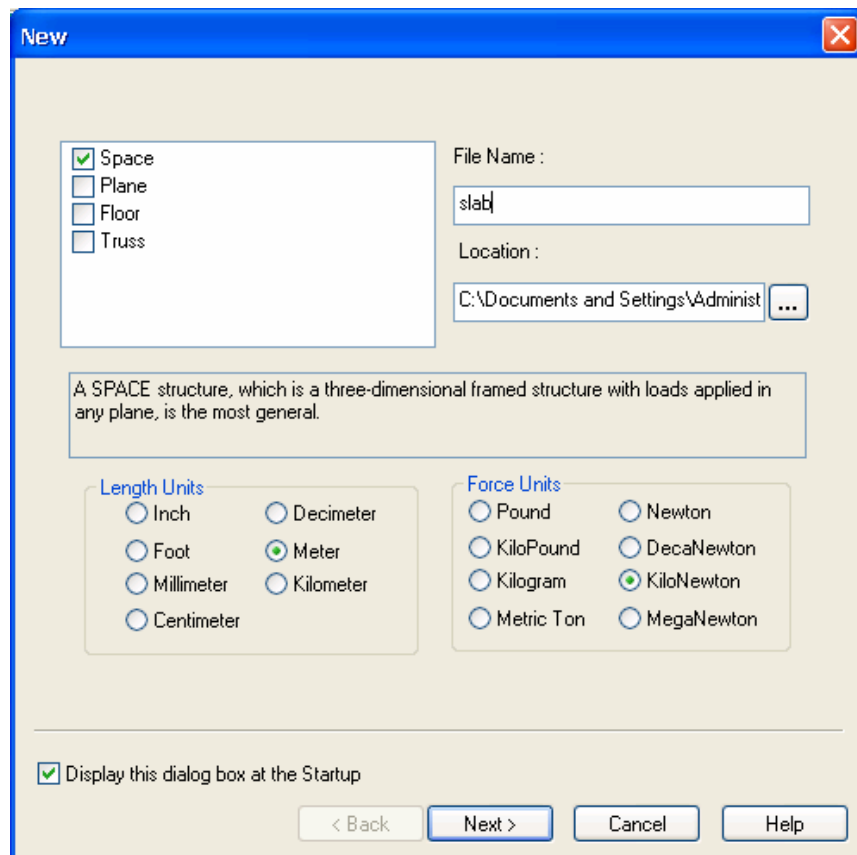 New
Space
Plane
Floor
Truss
File Name :
slab
Location :
C:\Documents and Settings\Administ
...
A SPACE structure, which is a three-dimensional framed structure with loads applied in
any plane, is the most general.
Length Units
Inch
Decimeter
Foot
Meter
Millimeter
Kilometer
Centimeter
Force Units
Pound
Newton
KiloPound
DecaNewton
Kilogram
KiloNewton
Metric Ton
MegaNewton
Display this dialog box at the Startup
< Back
Next >
Cancel
Help